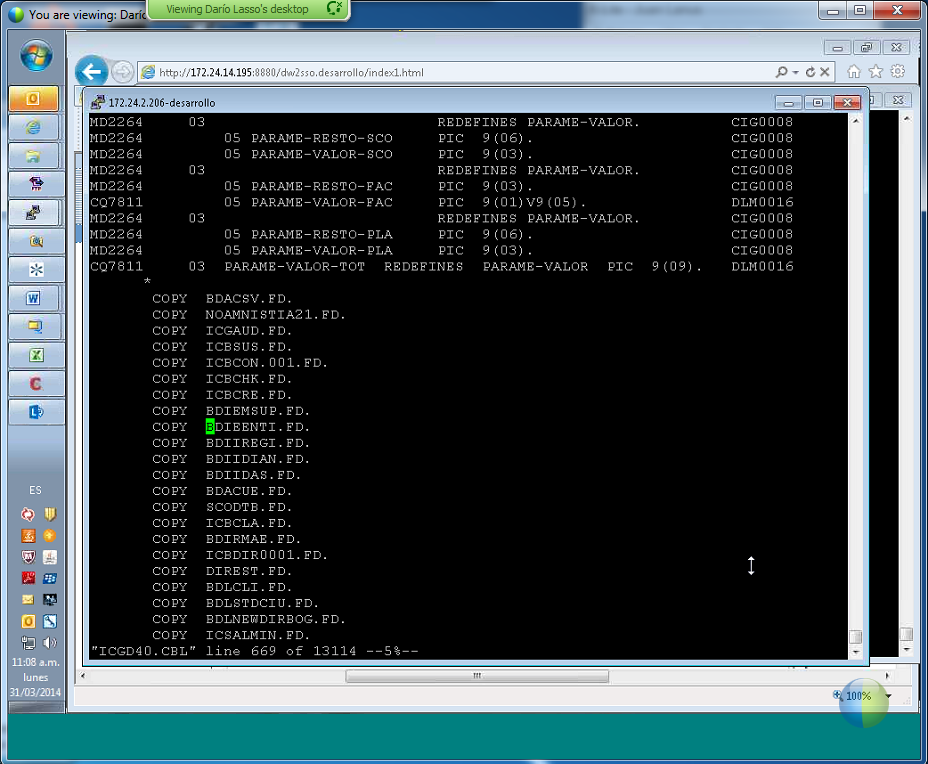 You are viewing: Darío
Viewing Darío Lasso's desktop
http://172.24.14.195:8880/dw2sso.desarrollo/index1.html
172.24.2.206-desarrollo
MD2264 03 REDEFINES PARAME-VALOR. CIG0008
MD2264 05 PARAME-RESTO-SCO PIC 9(06). CIG0008
MD2264 05 PARAME-VALOR-SCO PIC 9(03). CIG0008
MD2264 03 REDEFINES PARAME-VALOR. CIG0008
MD2264 05 PARAME-RESTO-FAC PIC 9(03). CIG0008
CQ7811 05 PARAME-VALOR-FAC PIC 9(01)V9(05). DLM0016
MD2264 03 REDEFINES PARAME-VALOR. CIG0008
MD2264 05 PARAME-RESTO-PLA PIC 9(06). CIG0008
MD2264 05 PARAME-VALOR-PLA PIC 9(03). CIG0008
CQ7811 03 PARAME-VALOR-TOT REDEFINES PARAME-VALOR PIC 9(09). DLM0016
*
COPY BDACSV.FD.
COPY NOAMNISTIA21.FD.
COPY ICGAUD.FD.
COPY ICBSUS.FD.
COPY ICBCON.001.FD.
COPY ICBCHK.FD.
COPY ICBCRE.FD.
COPY BDIEMSUP.FD.
COPY BDIEENTI.FD.
COPY BDIIREGI.FD.
COPY BDIIDIAN.FD.
COPY BDIIDAS.FD.
COPY BDACUE.FD.
COPY SCODTB.FD.
COPY ICBCLA.FD.
COPY BDIRMAE.FD.
COPY ICBDIR0001.FD.
COPY DIREST.FD.
COPY BDLCLI.FD.
COPY BDLSTDCIU.FD.
COPY BDLNEWDIRBOG.FD.
COPY ICSALMIN.FD.
"ICGD40.CBL" line 669 of 13114 --5%--
100%
ES
11:08 a.m.
lunes
31/03/2014